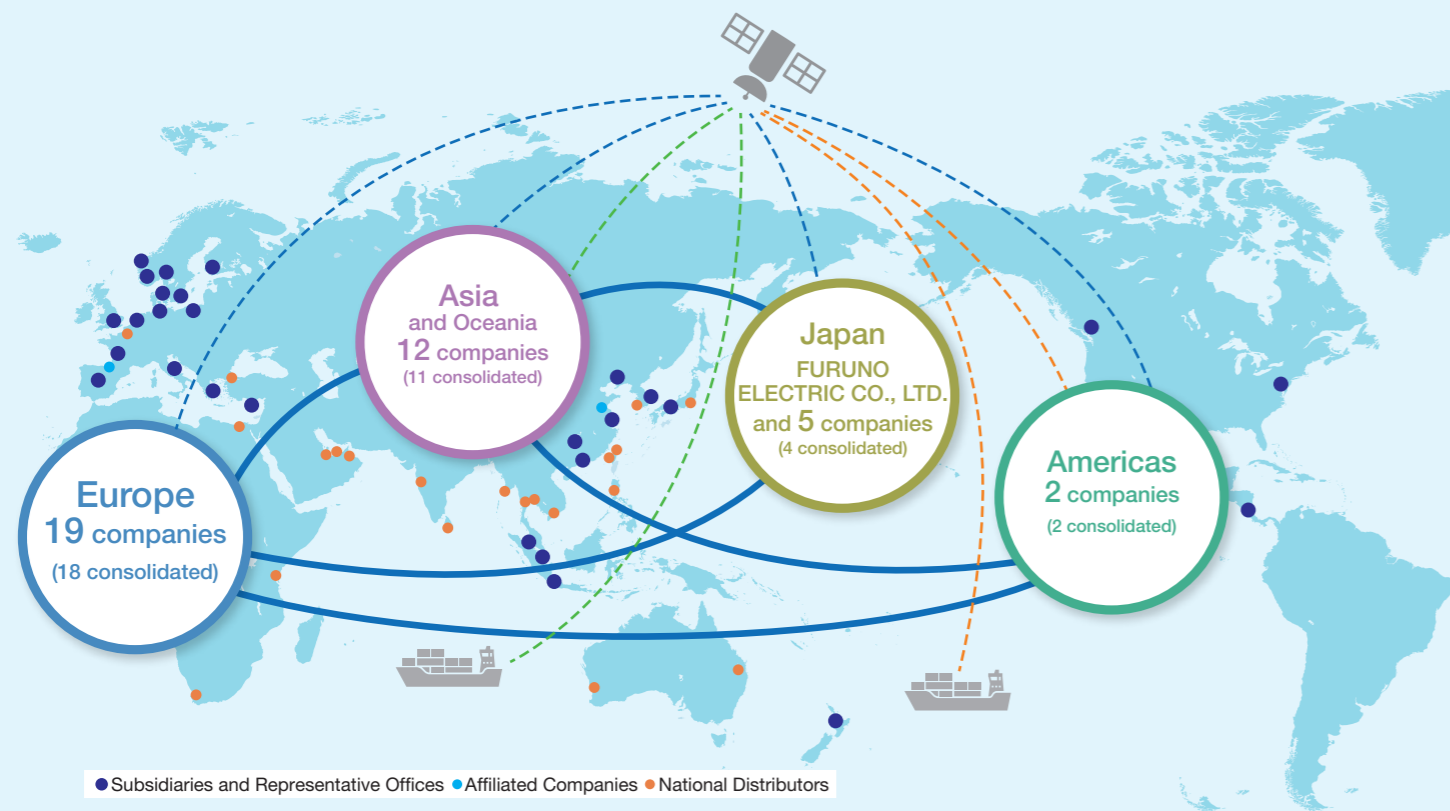 Asia
and Oceania
12 companies
(11 consolidated)
Japan
FURUNO
ELECTRIC CO., LTD.
and 5 companies
(4 consolidated)
Europe
19 companies
(18 consolidated)
Americas
2 companies
(2 consolidated)
Subsidiaries and Representative Offices Affiliated Companies National Distributors